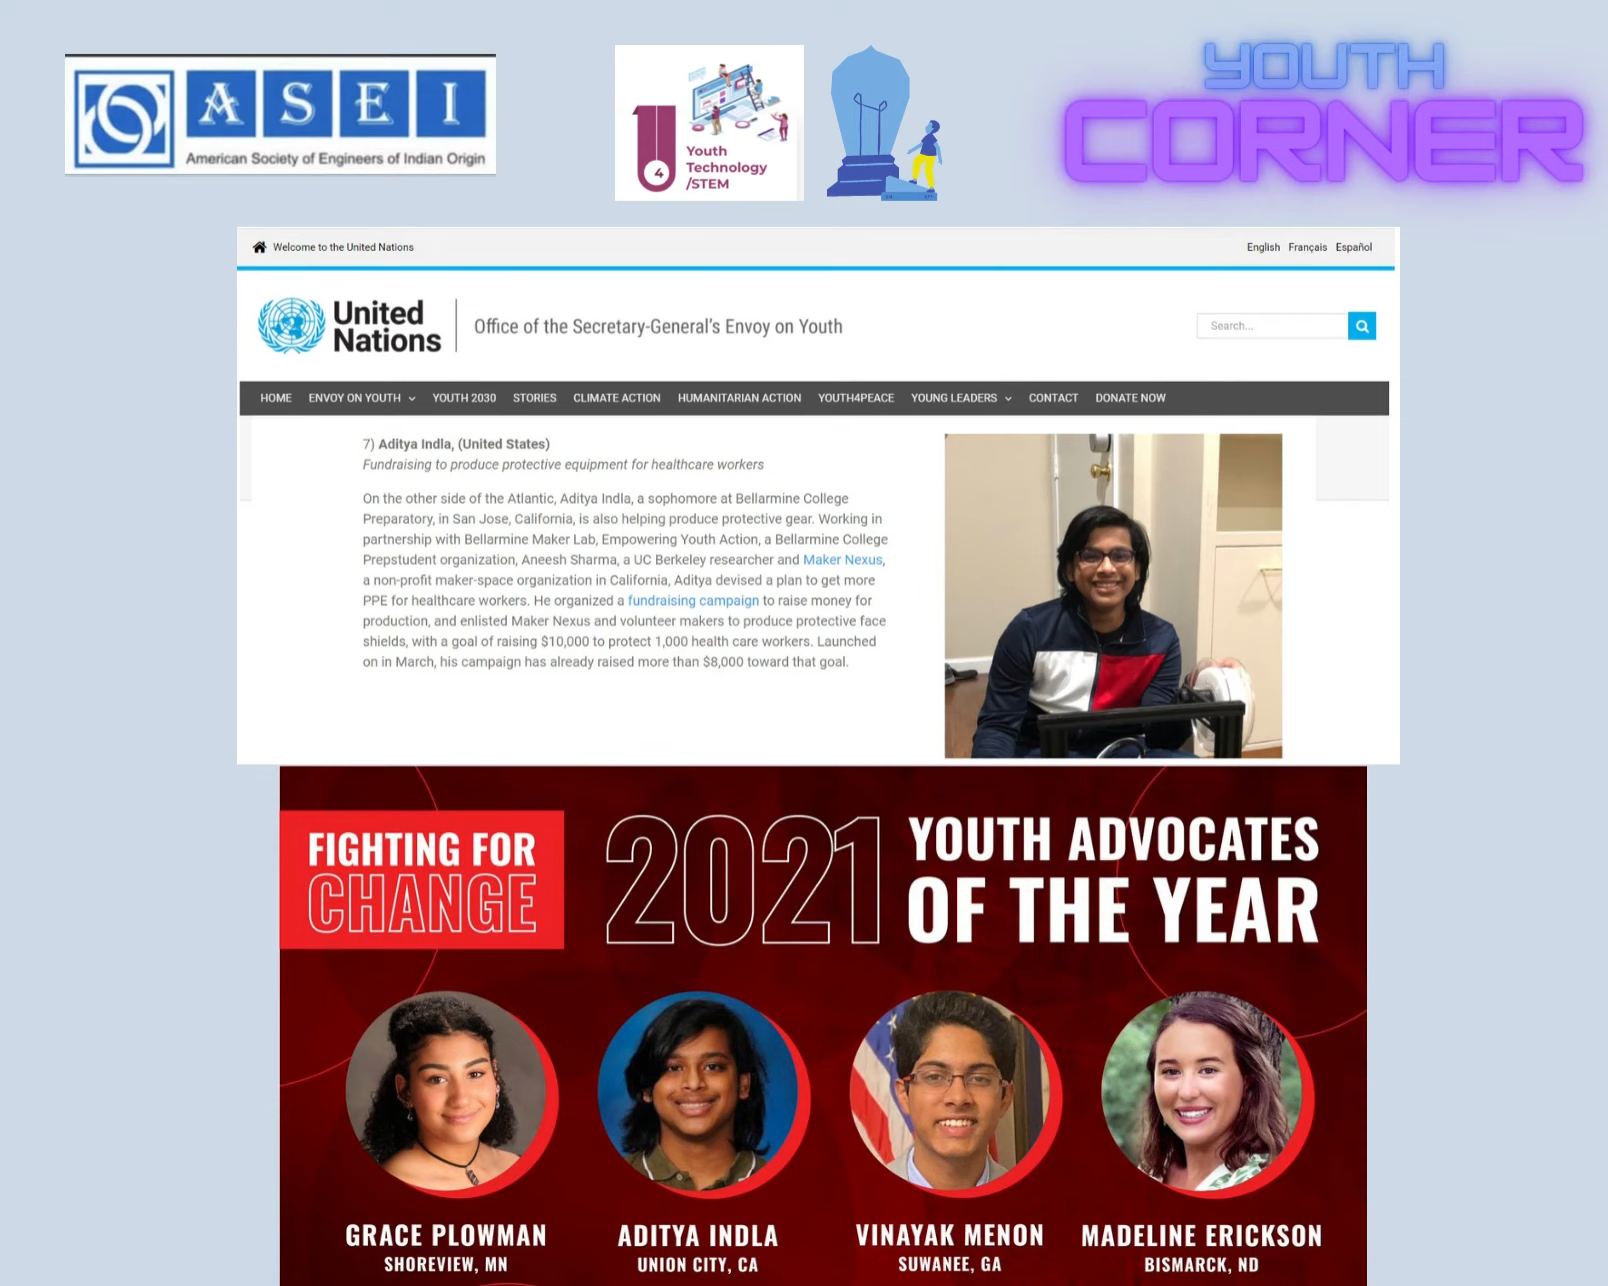 ASEI
American Society of Engineers of Indian Origin
4
Youth
Technology
/STEM
YOUTH
CORNER
Welcome to the United Nations
English Français Español
United
Nations
Office of the Secretary-General's Envoy on Youth
Search...
HOME ENVOY ON YOUTH YOUTH 2030 STORIES CLIMATE ACTION HUMANITARIAN ACTION YOUTH4PEACE YOUNG LEADERS CONTACT DONATE NOW
7) Aditya Indla, (United States)
Fundraising to produce protective equipment for healthcare workers
On the other side of the Atlantic, Aditya Indla, a sophomore at Bellarmine College
Preparatory, in San Jose, California, is also helping produce protective gear. Working in
partnership with Bellarmine Maker Lab, Empowering Youth Action, a Bellarmine College
Prepstudent organization, Aneesh Sharma, a UC Berkeley researcher and Maker Nexus,
a non-profit maker-space organization in California, Aditya devised a plan to get more
PPE for healthcare workers. He organized a fundraising campaign to raise money for
production, and enlisted Maker Nexus and volunteer makers to produce protective face
shields, with a goal of raising $10,000 to protect 1,000 health care workers. Launched
on in March, his campaign has already raised more than $8,000 toward that goal.
FIGHTING FOR
CHANGE
2021
YOUTH ADVOCATES
OF THE YEAR
GRACE PLOWMAN
SHOREVIEW, MN
ADITYA INDLA
UNION CITY, CA
VINAYAK MENON
SUWANEE, GA
MADELINE ERICKSON
BISMARCK, ND